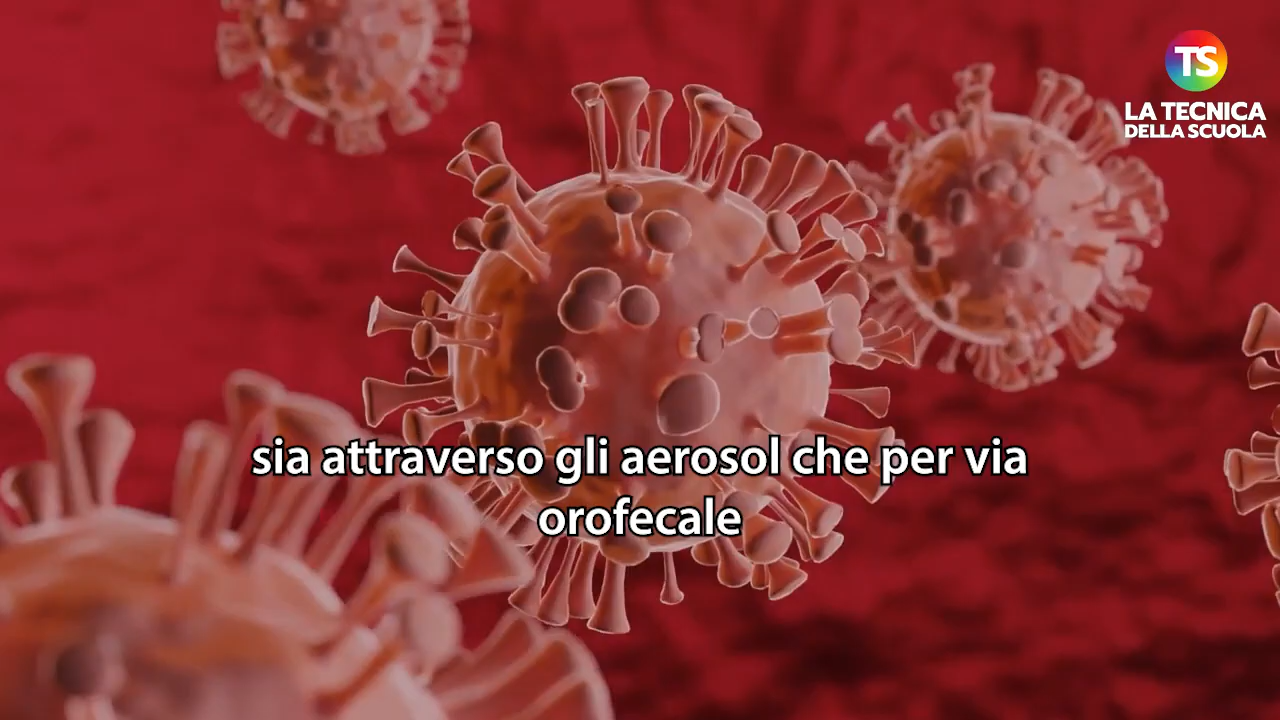 TS
LA TECNICA
DELLA SCUOLA
sia attraverso gli aerosol che per via
orofecale